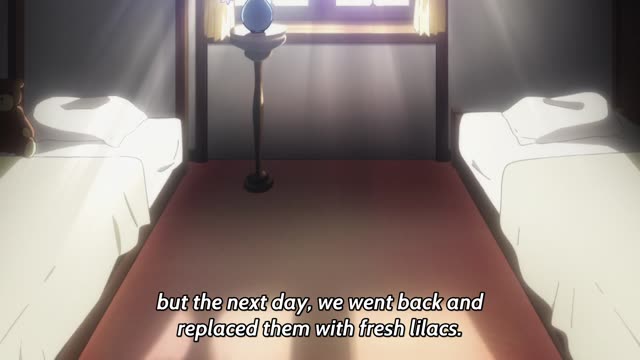 but the next day, we went back and
replaced them with fresh lilacs.